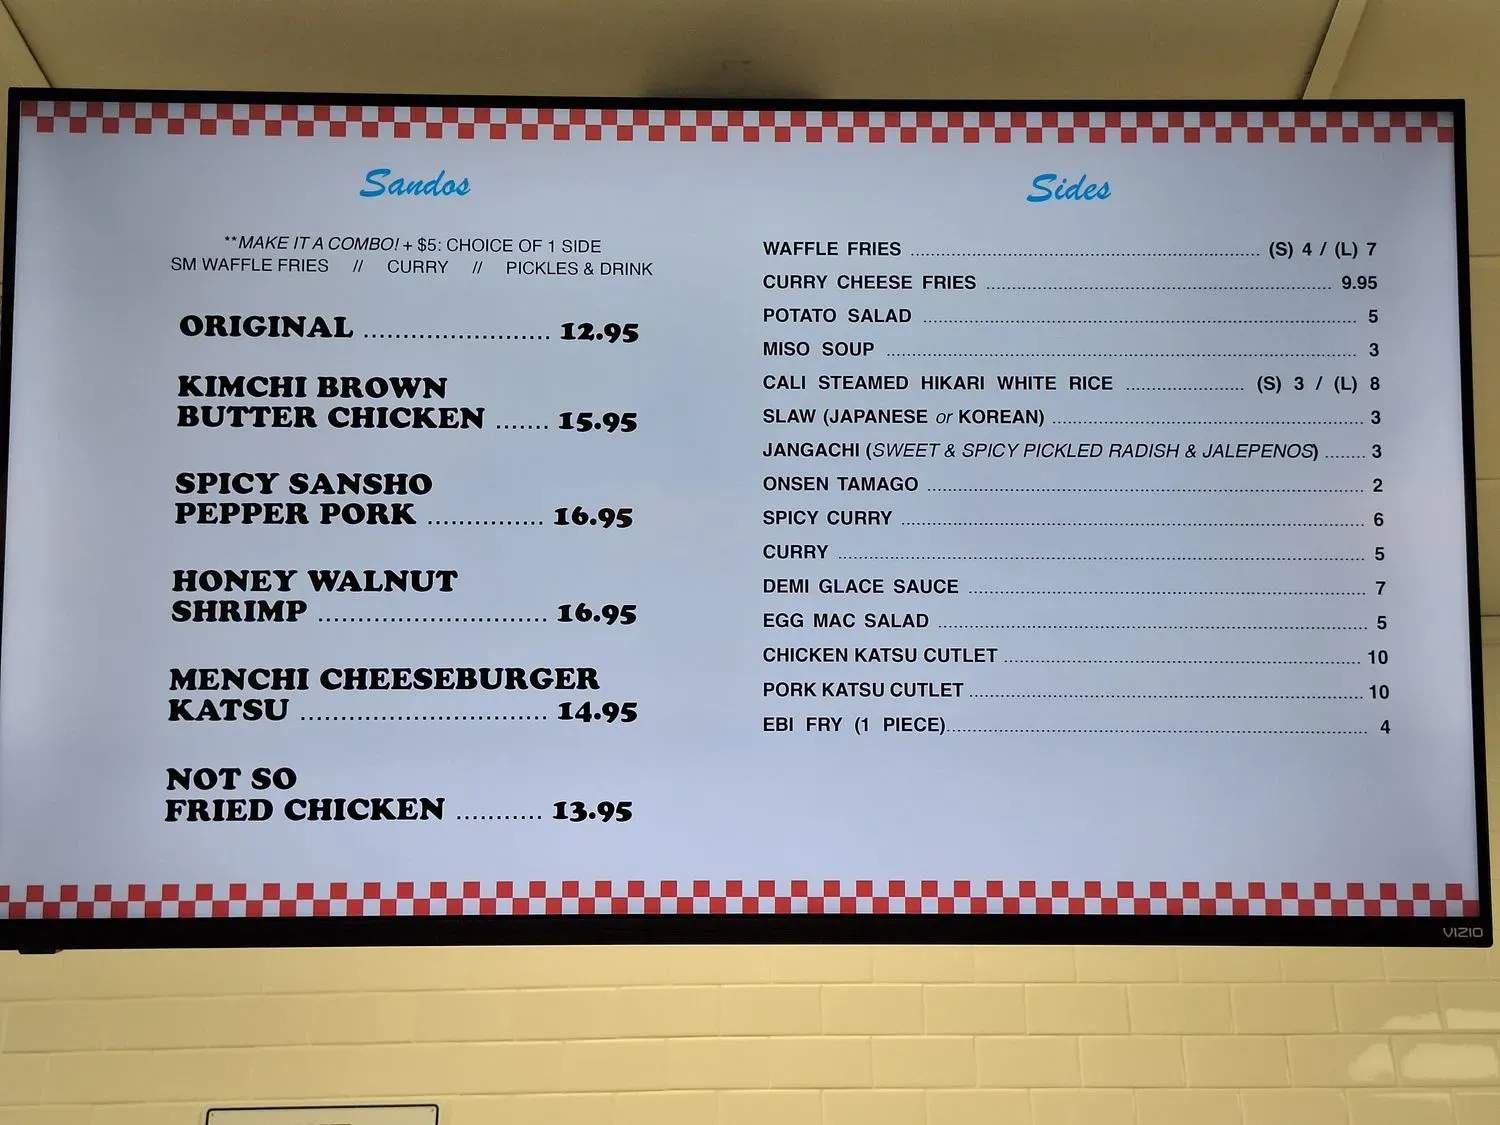 Sandos
**MAKE IT A COMBO! + $5: CHOICE OF 1 SIDE
SM WAFFLE FRIES // CURRY // PICKLES & DRINK
ORIGINAL ........................ 12.95
KIMCHI BROWN
BUTTER CHICKEN ....... 15.95
SPICY SANSHO
PEPPER PORK ............... 16.95
HONEY WALNUT
SHRIMP ............................. 16.95
MENCHI CHEESEBURGER
KATSU ............................... 14.95
NOT SO
FRIED CHICKEN ........... 13.95
Sides
WAFFLE FRIES ........................ (S) 4 / (L) 7
CURRY CHEESE FRIES ........................ 9.95
POTATO SALAD ........................ 5
MISO SOUP ........................ 3
CALI STEAMED HIKARI WHITE RICE ........................ (S) 3 / (L) 8
SLAW (JAPANESE or KOREAN) ........................ 3
JANGACHI (SWEET & SPICY PICKLED RADISH & JALEPENOS) ........ 3
ONSEN TAMAGO ........................ 2
SPICY CURRY ........................ 6
CURRY ........................ 5
DEMI GLACE SAUCE ........................ 7
EGG MAC SALAD ........................ 5
CHICKEN KATSU CUTLET ........................ 10
PORK KATSU CUTLET ........................ 10
EBI FRY (1 PIECE)........................ 4
VIZIO